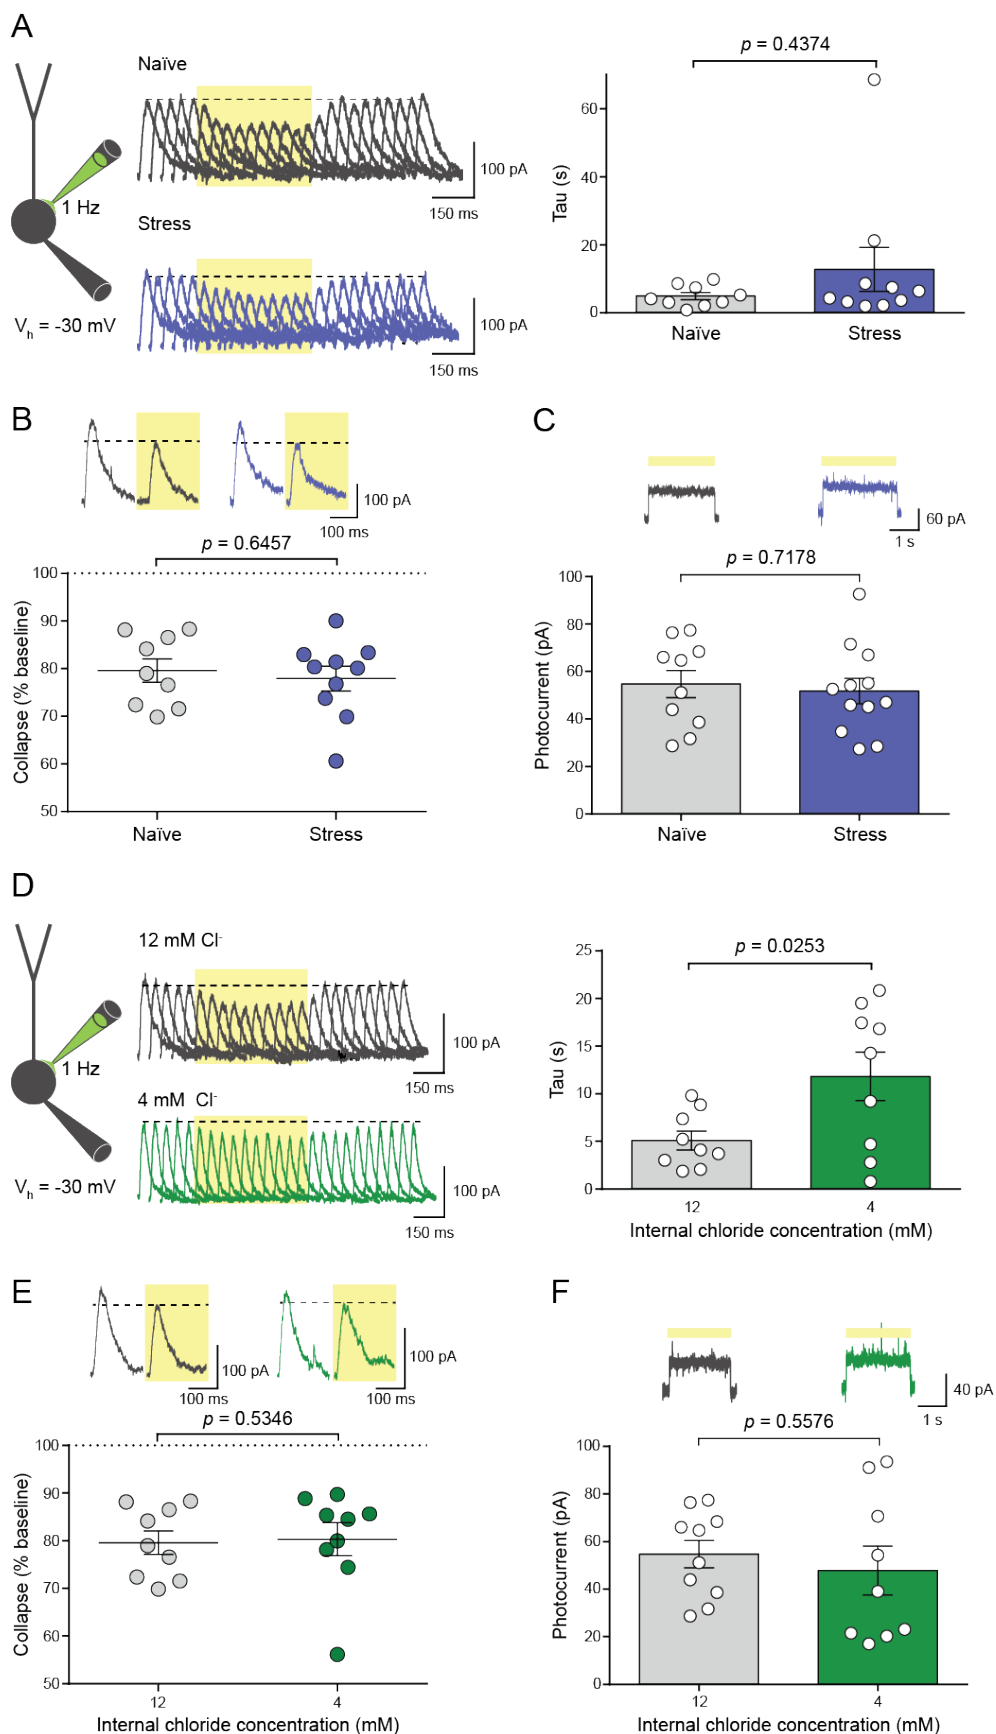 A
Naïve
100 pA
150 ms
1 Hz
Stress
100 pA
150 ms
Vh = -30 mV
p = 0.4374
Tau (s)
60
40
20
0
Naïve
Stress
B
100 pA
100 ms
p = 0.6457
Collapse (% baseline)
100
90
80
70
60
50
Naïve
Stress
C
60 pA
1 s
p = 0.7178
Photocurrent (pA)
100
80
60
40
20
0
Naïve
Stress
D
12 mM Cl-
100 pA
150 ms
1 Hz
4 mM Cl-
100 pA
150 ms
Vh = -30 mV
p = 0.0253
Tau (s)
25
20
15
10
5
0
12
4
Internal chloride concentration (mM)
E
100 pA
100 ms
100 pA
100 ms
p = 0.5346
Collapse (% baseline)
100
90
80
70
60
50
12
4
Internal chloride concentration (mM)
F
40 pA
1 s
p = 0.5576
Photocurrent (pA)
100
80
60
40
20
0
12
4
Internal chloride concentration (mM)